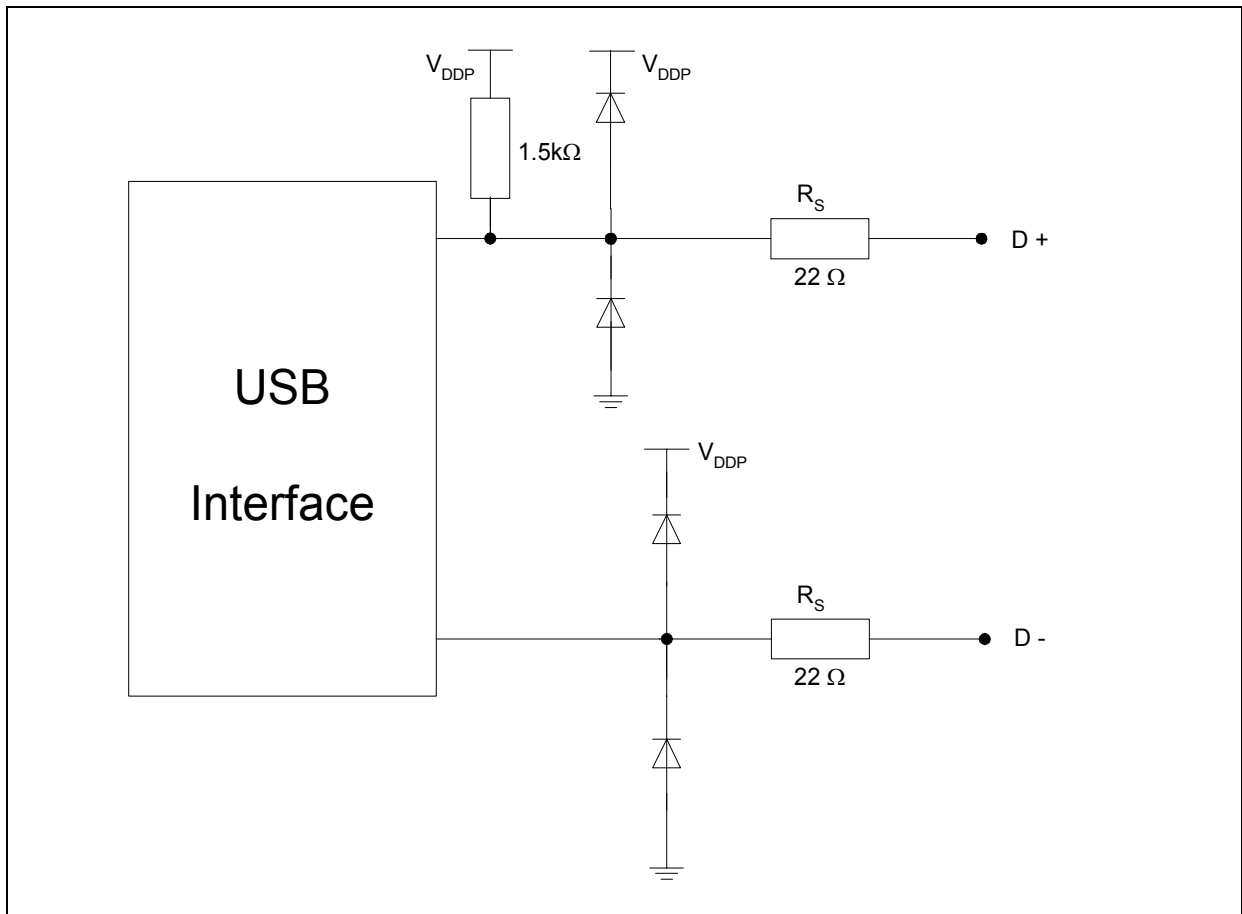 V_DDP
V_DDP
1.5kΩ
R_S
D +
22 Ω
USB
Interface
V_DDP
R_S
D -
22 Ω